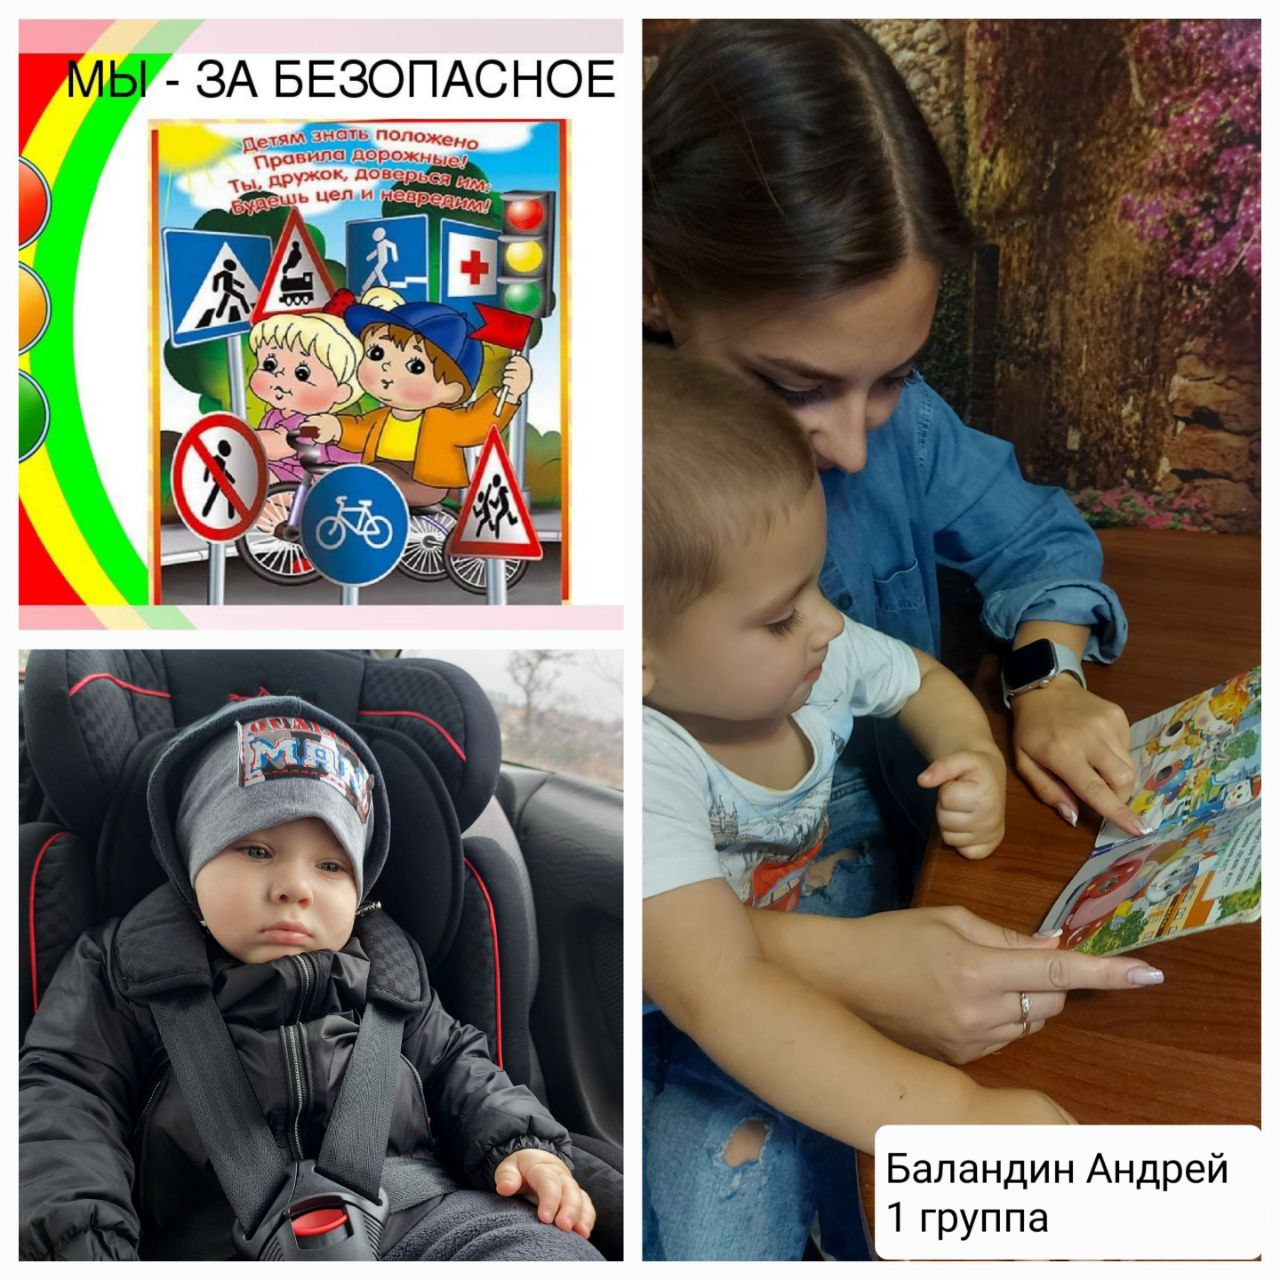 МЫ - ЗА БЕЗОПАСНОЕ
Детям знать положено
Правила дорожные!
Ты, дружок, доверься им:
Будешь цел и невредим!
MAN
Баландин Андрей
1 группа